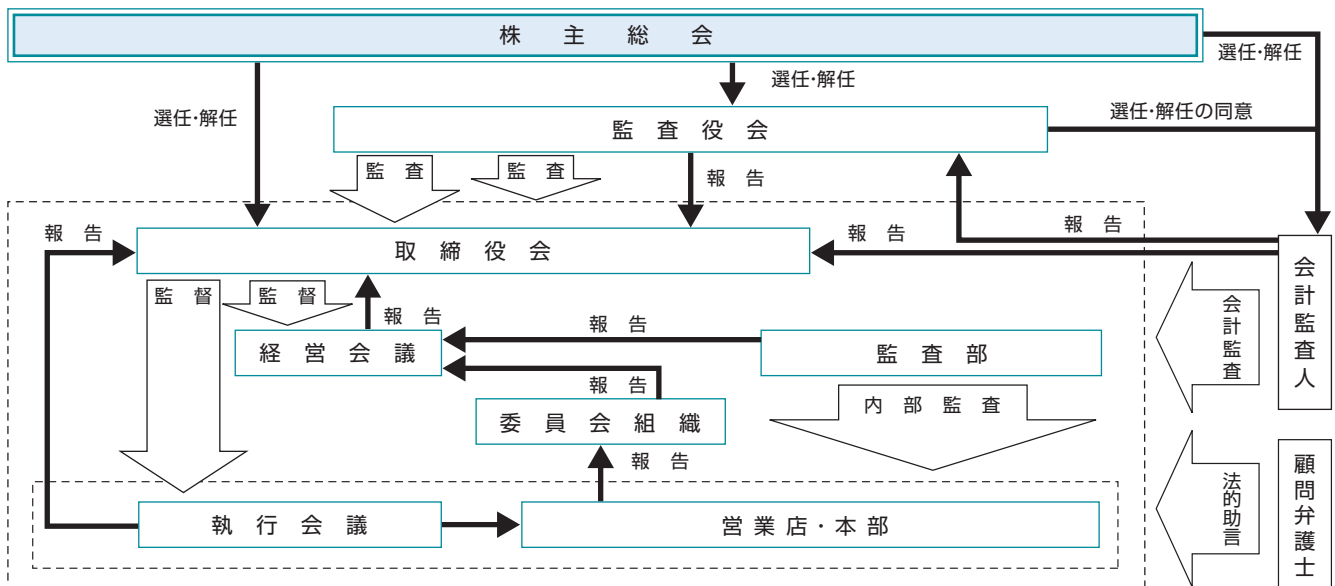 株主総会
選任･解任
選任･解任
選任･解任
監査役会
選任･解任の同意
監査
監査
報告
報告
報告
報告
取締役会
会計監査人
監督
監督
報告
報告
会計監査
経営会議
監査部
報告
内部監査
委員会組織
報告
法的助言
顧問弁護士
執行会議
営業店・本部